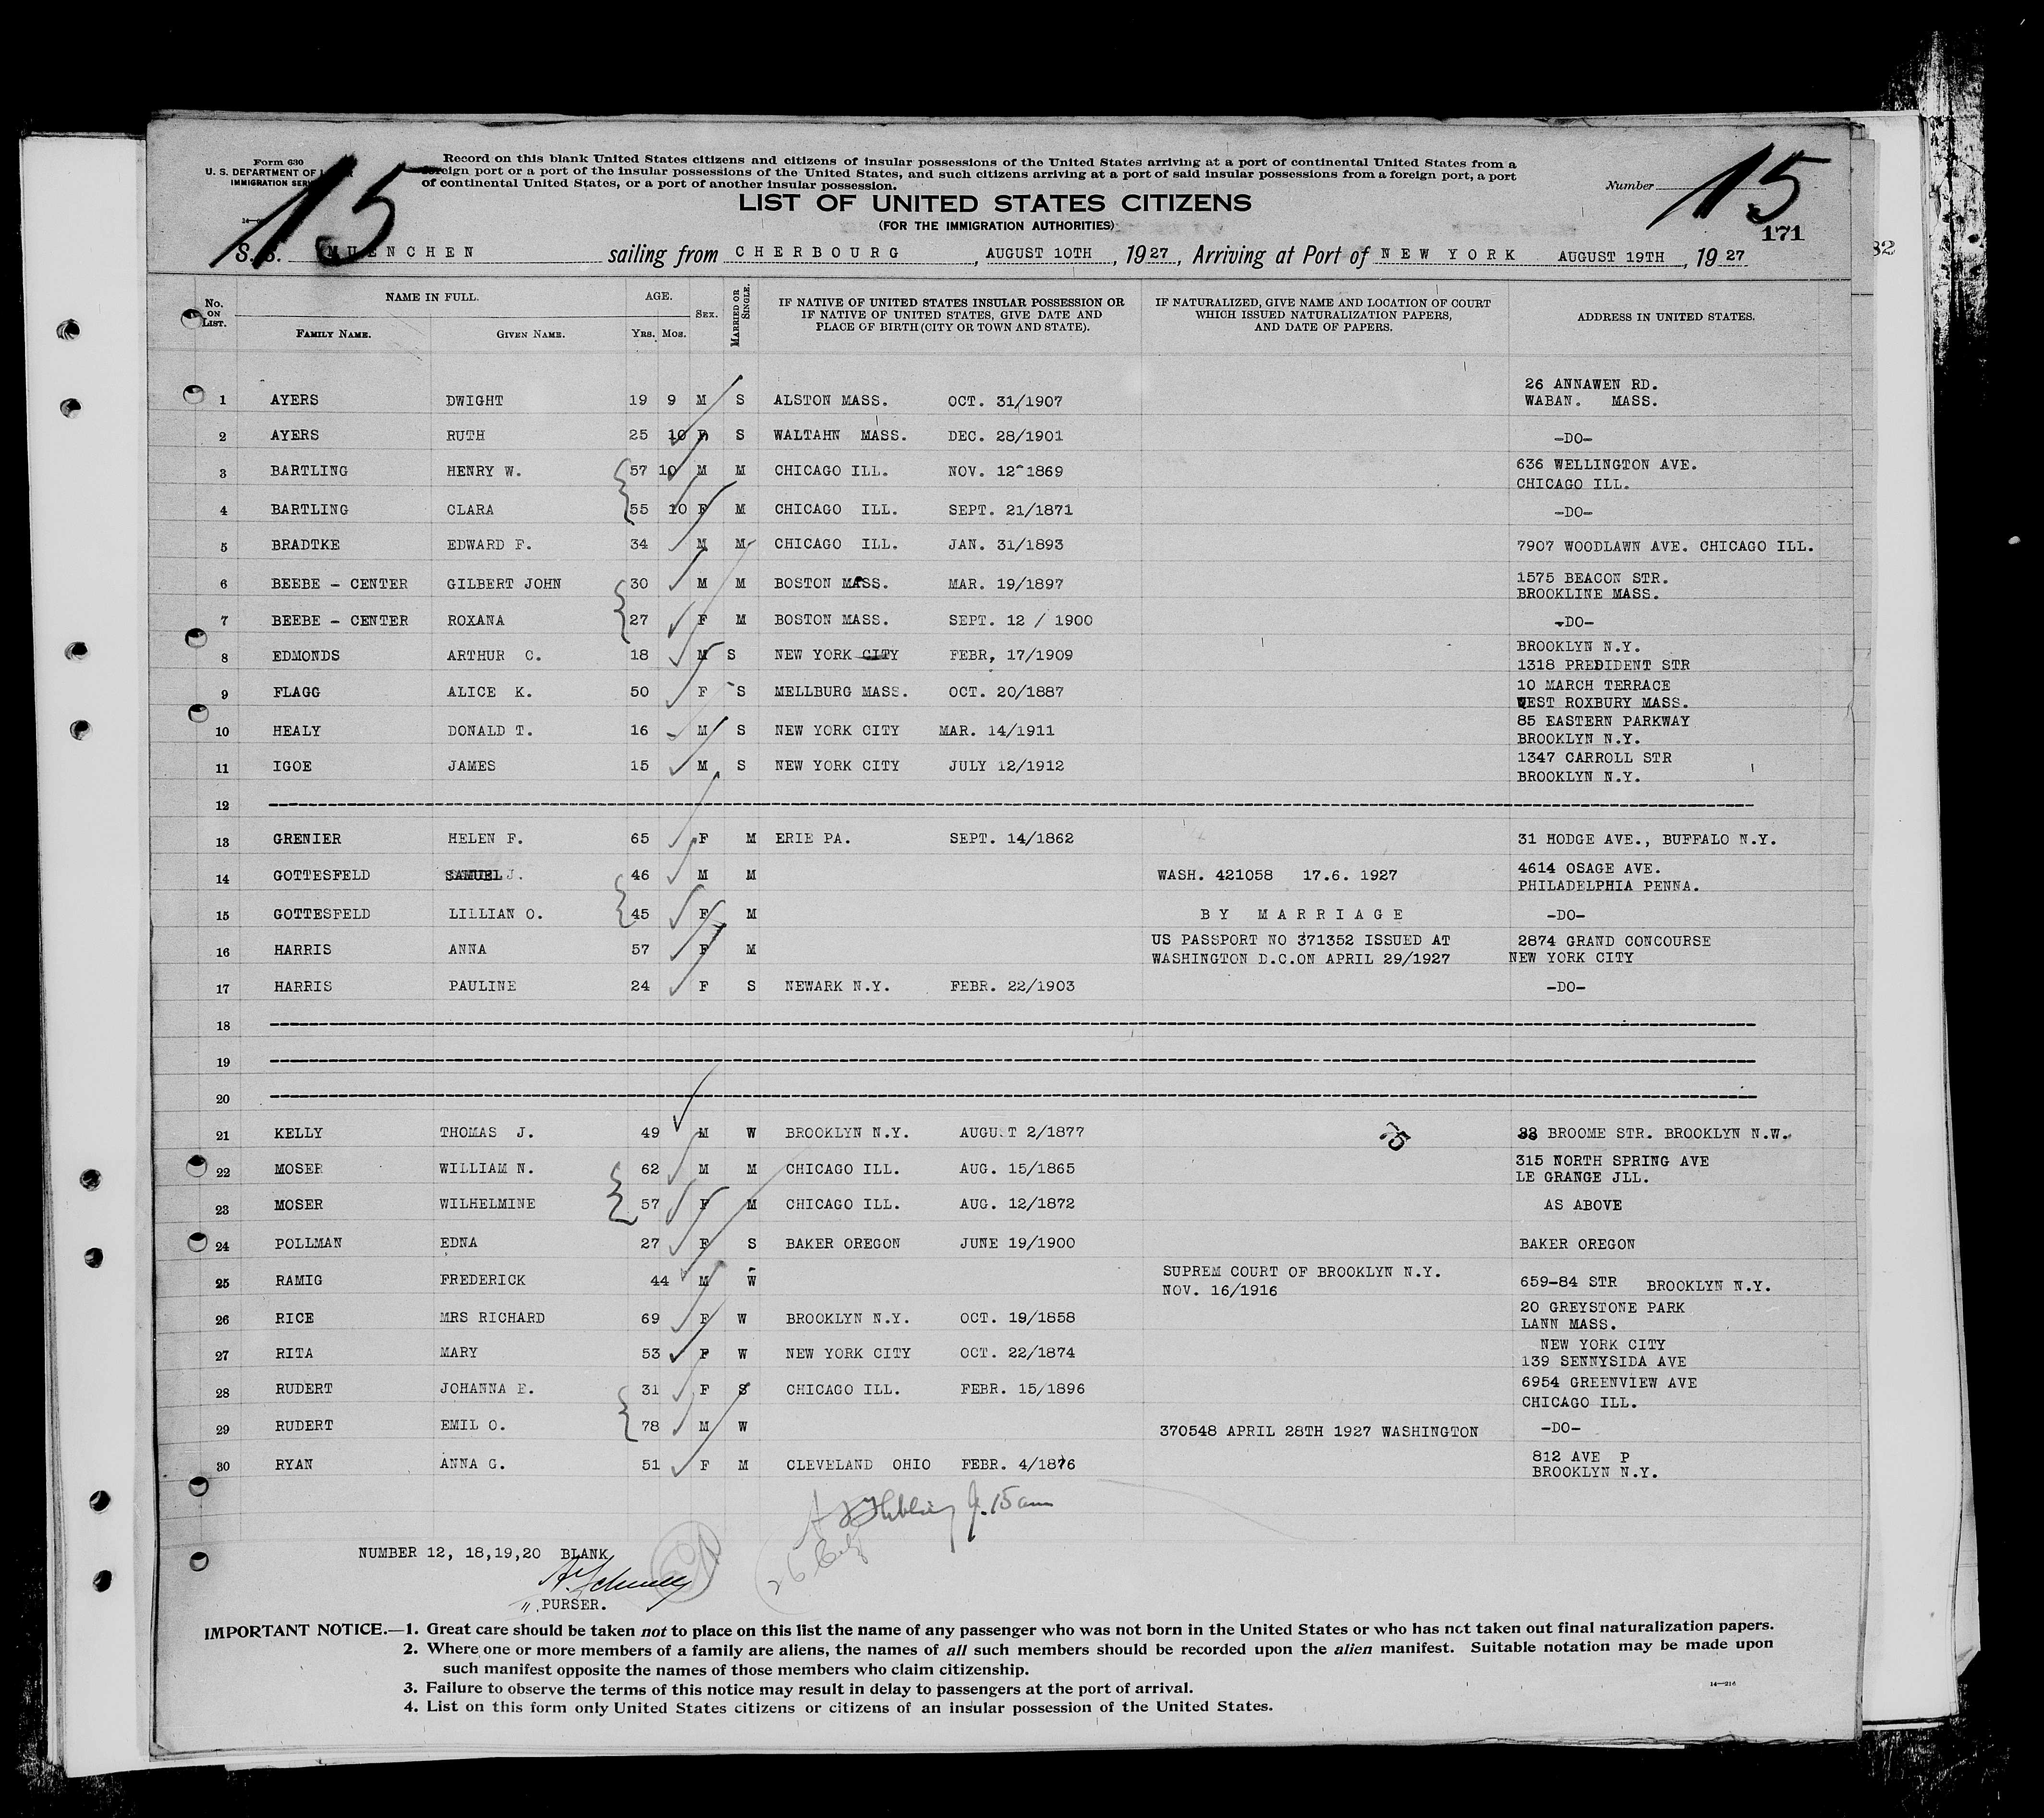 Form 630
U. S. DEPARTMENT OF
IMMIGRATION SERV
15
Record on this blank United States citizens and citizens of insular possessions of the United States arriving at a port of continental United States from a
foreign port or a port of the insular possessions of the United States, and such citizens arriving at a port of said insular possessions from a foreign port, a port
of continental United States, or a port of another insular possession.
Number 15
171
82
LIST OF UNITED STATES CITIZENS
(FOR THE IMMIGRATION AUTHORITIES)
S. S. MUENCHEN sailing from CHERBOURG, AUGUST 10TH, 1927, Arriving at Port of NEW YORK AUGUST 19TH, 1927
No. ON LIST. NAME IN FULL. FAMILY NAME. GIVEN NAME. AGE. YRS. MOS. SEX. MARRIED OR SINGLE. IF NATIVE OF UNITED STATES INSULAR POSSESSION OR IF NATIVE OF UNITED STATES, GIVE DATE AND PLACE OF BIRTH (CITY OR TOWN AND STATE). IF NATURALIZED, GIVE NAME AND LOCATION OF COURT WHICH ISSUED NATURALIZATION PAPERS, AND DATE OF PAPERS. ADDRESS IN UNITED STATES.
1 AYERS DWIGHT 19 9 M S ALSTON MASS. OCT. 31/1907 26 ANNAWEN RD. WABAN. MASS.
2 AYERS RUTH 25 10 F S WALTAHN MASS. DEC. 28/1901 -DO-
3 BARTLING HENRY W. 57 10 M M CHICAGO ILL. NOV. 12-1869 636 WELLINGTON AVE. CHICAGO ILL.
4 BARTLING CLARA 55 10 F M CHICAGO ILL. SEPT. 21/1871 -DO-
5 BRADTKE EDWARD F. 34 M M CHICAGO ILL. JAN. 31/1893 7907 WOODLAWN AVE. CHICAGO ILL.
6 BEEBE - CENTER GILBERT JOHN 30 M M BOSTON MASS. MAR. 19/1897 1575 BEACON STR. BROOKLINE MASS.
7 BEEBE - CENTER ROXANA 27 F M BOSTON MASS. SEPT. 12 / 1900 -DO-
8 EDMONDS ARTHUR C. 18 M S NEW YORK CITY FEBR, 17/1909 BROOKLYN N.Y. 1318 PREDIDENT STR
9 FLAGG ALICE K. 50 F S MELLBURG MASS. OCT. 20/1887 10 MARCH TERRACE WEST ROXBURY MASS.
10 HEALY DONALD T. 16 M S NEW YORK CITY MAR. 14/1911 85 EASTERN PARKWAY BROOKLYN N.Y.
11 IGOE JAMES 15 M S NEW YORK CITY JULY 12/1912 1347 CARROLL STR BROOKLYN N.Y.
12
13 GRENIER HELEN F. 65 F M ERIE PA. SEPT. 14/1862 31 HODGE AVE., BUFFALO N.Y.
14 GOTTESFELD SAMUEL J. 46 M M WASH. 421058 17.6. 1927 4614 OSAGE AVE. PHILADELPHIA PENNA.
15 GOTTESFELD LILLIAN O. 45 F M BY MARRIAGE -DO-
16 HARRIS ANNA 57 F M US PASSPORT NO 371352 ISSUED AT WASHINGTON D.C.ON APRIL 29/1927 2874 GRAND CONCOURSE NEW YORK CITY
17 HARRIS PAULINE 24 F S NEWARK N.Y. FEBR. 22/1903 -DO-
18
19
20
21 KELLY THOMAS J. 49 M W BROOKLYN N.Y. AUGUST 2/1877 33 BROOME STR. BROOKLYN N.W.
22 MOSER WILLIAM N. 62 M M CHICAGO ILL. AUG. 15/1865 315 NORTH SPRING AVE LE GRANGE JLL.
23 MOSER WILHELMINE 57 F M CHICAGO ILL. AUG. 12/1872 AS ABOVE
24 POLLMAN EDNA 27 F S BAKER OREGON JUNE 19/1900 BAKER OREGON
25 RAMIG FREDERICK 44 M W SUPREM COURT OF BROOKLYN N.Y. NOV. 16/1916 659-84 STR BROOKLYN N.Y.
26 RICE MRS RICHARD 69 F W BROOKLYN N.Y. OCT. 19/1858 20 GREYSTONE PARK LANN MASS.
27 RITA MARY 53 F W NEW YORK CITY OCT. 22/1874 NEW YORK CITY 139 SENNYSIDA AVE
28 RUDERT JOHANNA E. 31 F S CHICAGO ILL. FEBR. 15/1896 6954 GREENVIEW AVE CHICAGO ILL.
29 RUDERT EMIL O. 78 M W 370548 APRIL 28TH 1927 WASHINGTON -DO-
30 RYAN ANNA G. 51 F M CLEVELAND OHIO FEBR. 4/1876 812 AVE P BROOKLYN N.Y.
NUMBER 12, 18,19,20 BLANK
PURSER.
IMPORTANT NOTICE.—1. Great care should be taken not to place on this list the name of any passenger who was not born in the United States or who has not taken out final naturalization papers.
2. Where one or more members of a family are aliens, the names of all such members should be recorded upon the alien manifest. Suitable notation may be made upon
such manifest opposite the names of those members who claim citizenship.
3. Failure to observe the terms of this notice may result in delay to passengers at the port of arrival.
14—216
4. List on this form only United States citizens or citizens of an insular possession of the United States.